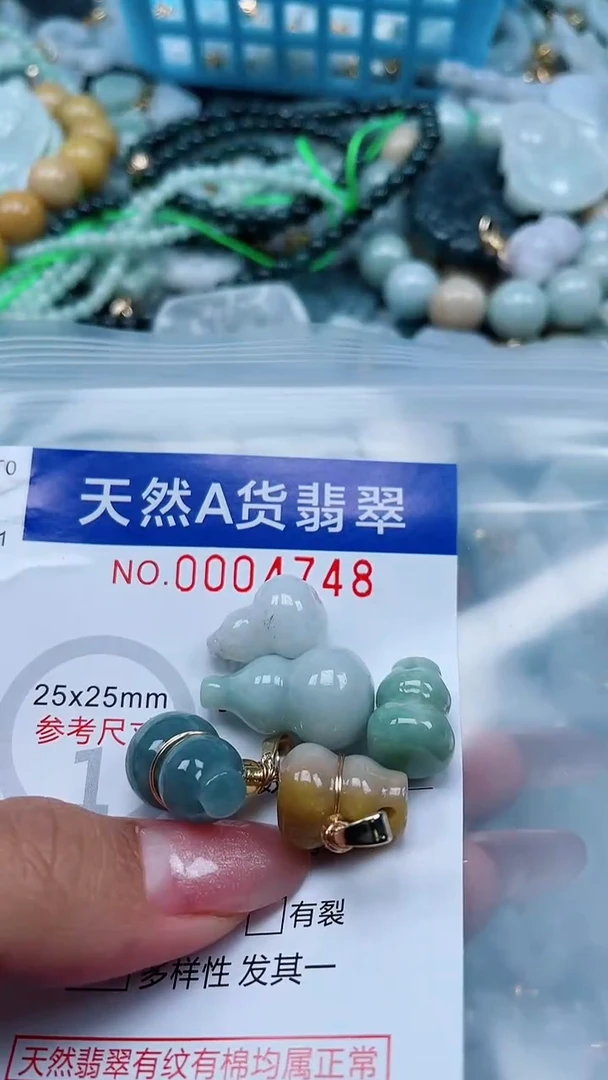 天然A货翡翠
NO.0004748
25x25mm
参考尺寸
1
有裂
多样性 发其一
天然翡翠有纹有棉均属正常